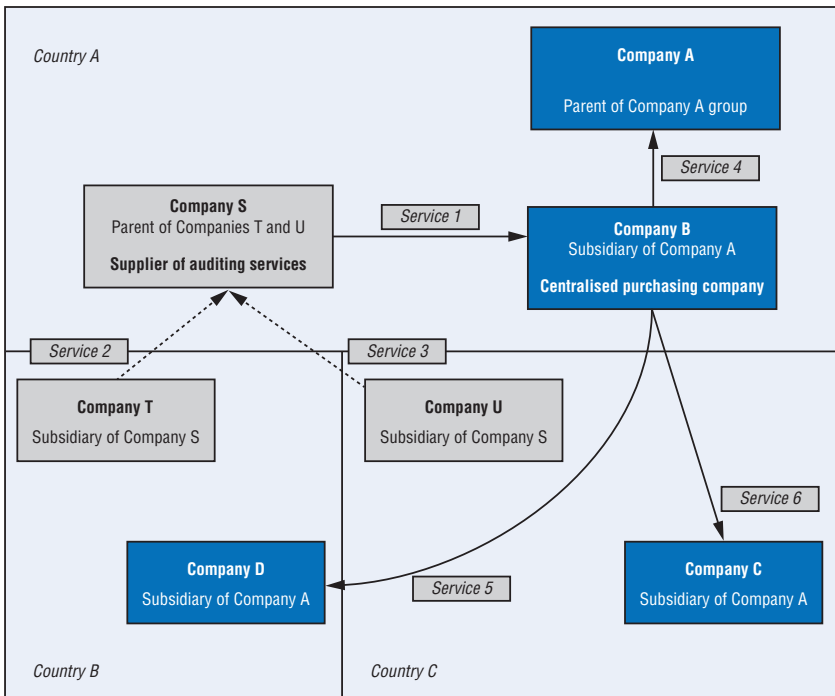 Country A
Company A
Parent of Company A group
Service 4
Company S
Parent of Companies T and U
Supplier of auditing services
Service 1
Company B
Subsidiary of Company A
Centralised purchasing company
Service 2
Service 3
Company T
Subsidiary of Company S
Company U
Subsidiary of Company S
Service 6
Company D
Subsidiary of Company A
Service 5
Company C
Subsidiary of Company A
Country B
Country C